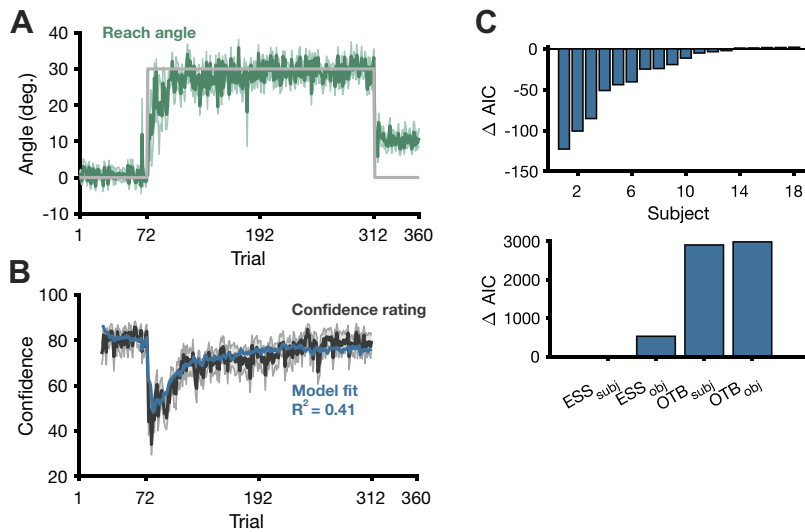 A
Reach angle
Angle (deg.)
40
30
20
10
0
-10
1 72 192 312 360
Trial
B
Confidence rating
Confidence
100
80
60
40
20
Model fit
R² = 0.41
1 72 192 312 360
Trial
C
Δ AIC
0
-50
-100
-150
2 6 10 14 18
Subject
Δ AIC
3000
2000
1000
0
ESS subj ESS obj OTB subj OTB obj